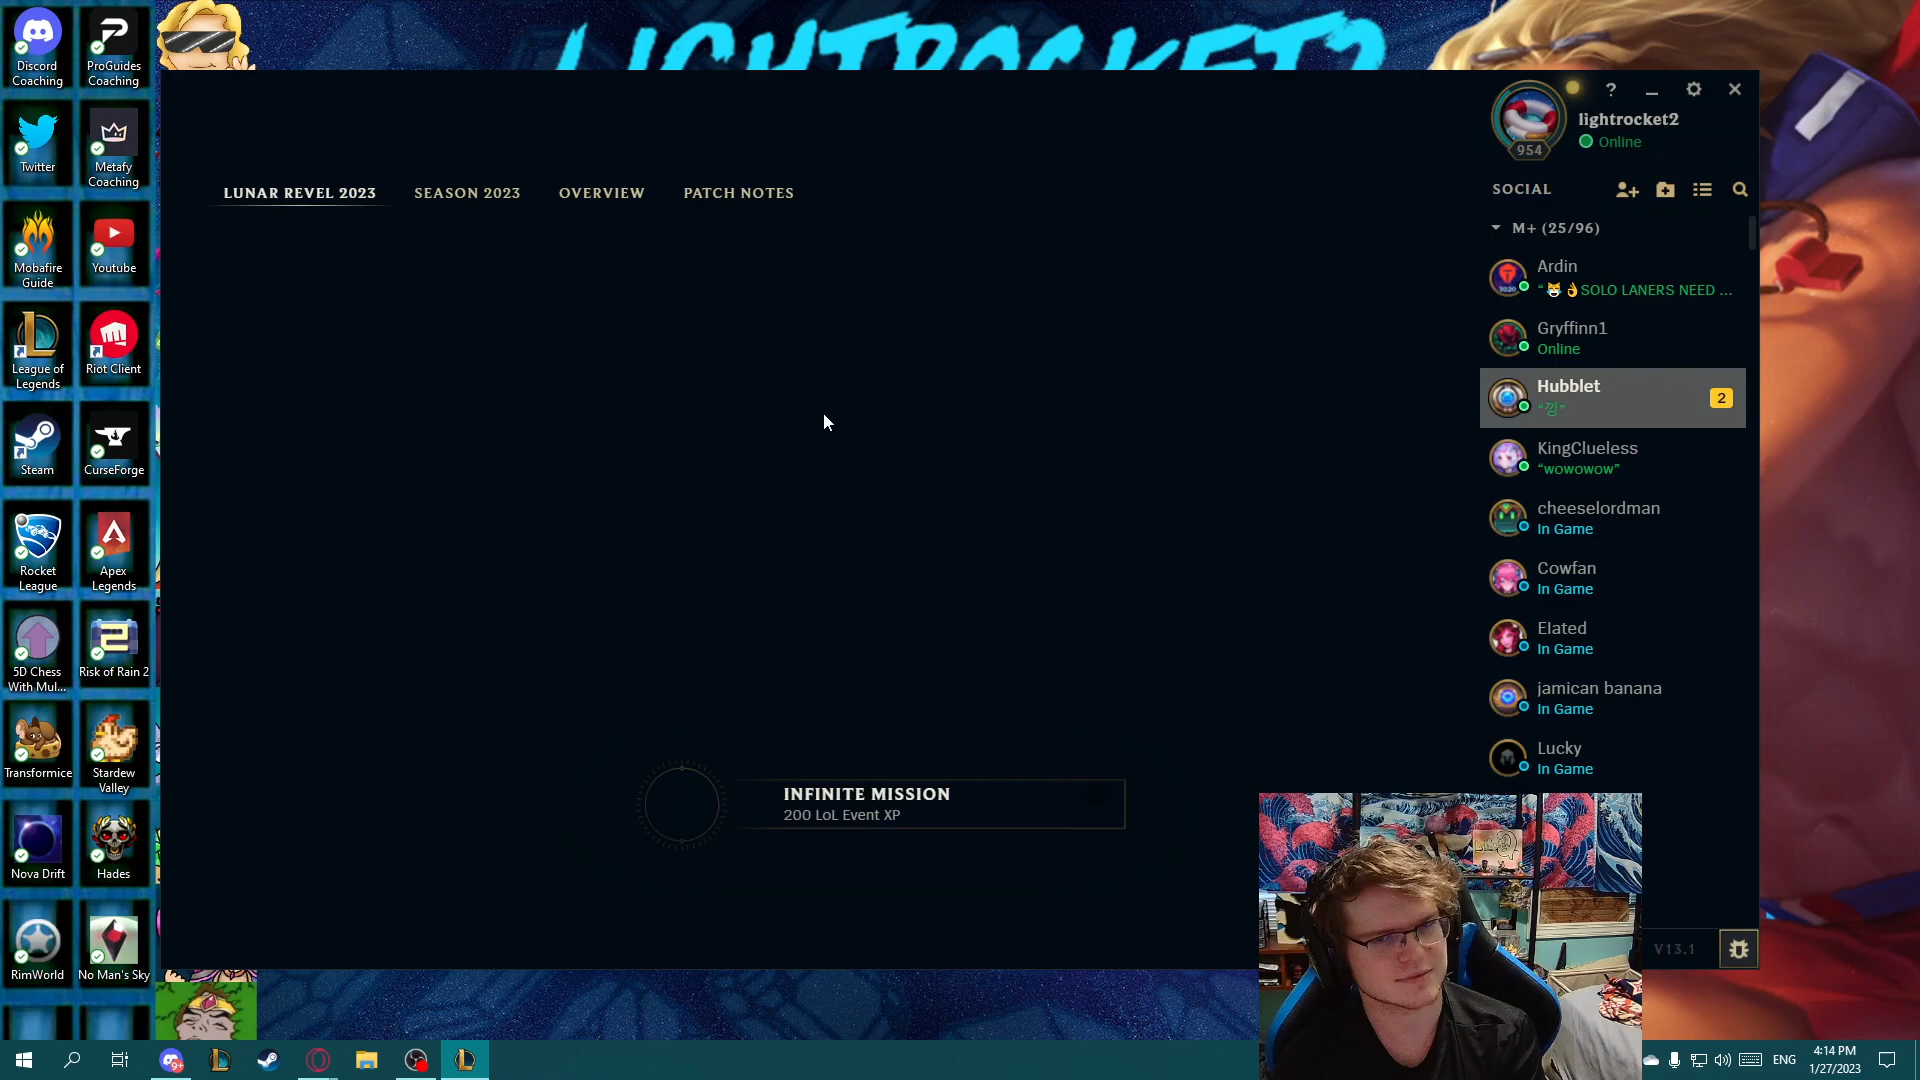 LIGHTROCKET2
Discord
Coaching
ProGuides
Coaching
Twitter
Metafy
Coaching
Mobafire
Guide
Youtube
League of
Legends
Riot Client
Steam
CurseForge
Rocket
League
Apex
Legends
5D Chess
With Mul...
Risk of Rain 2
Transformice
Stardew
Valley
Nova Drift
Hades
RimWorld
No Man's Sky
LUNAR REVEL 2023
SEASON 2023
OVERVIEW
PATCH NOTES
INFINITE MISSION
200 LoL Event XP
?
lightrocket2
Online
954
SOCIAL
M+ (25/96)
Ardin
“😹👌SOLO LANERS NEED ...
Gryffinn1
Online
Hubblet
“낑”
2
KingClueless
“wowowow”
cheeselordman
In Game
Cowfan
In Game
Elated
In Game
jamican banana
In Game
Lucky
In Game
V13.1
9+
ENG
4:14 PM
1/27/2023